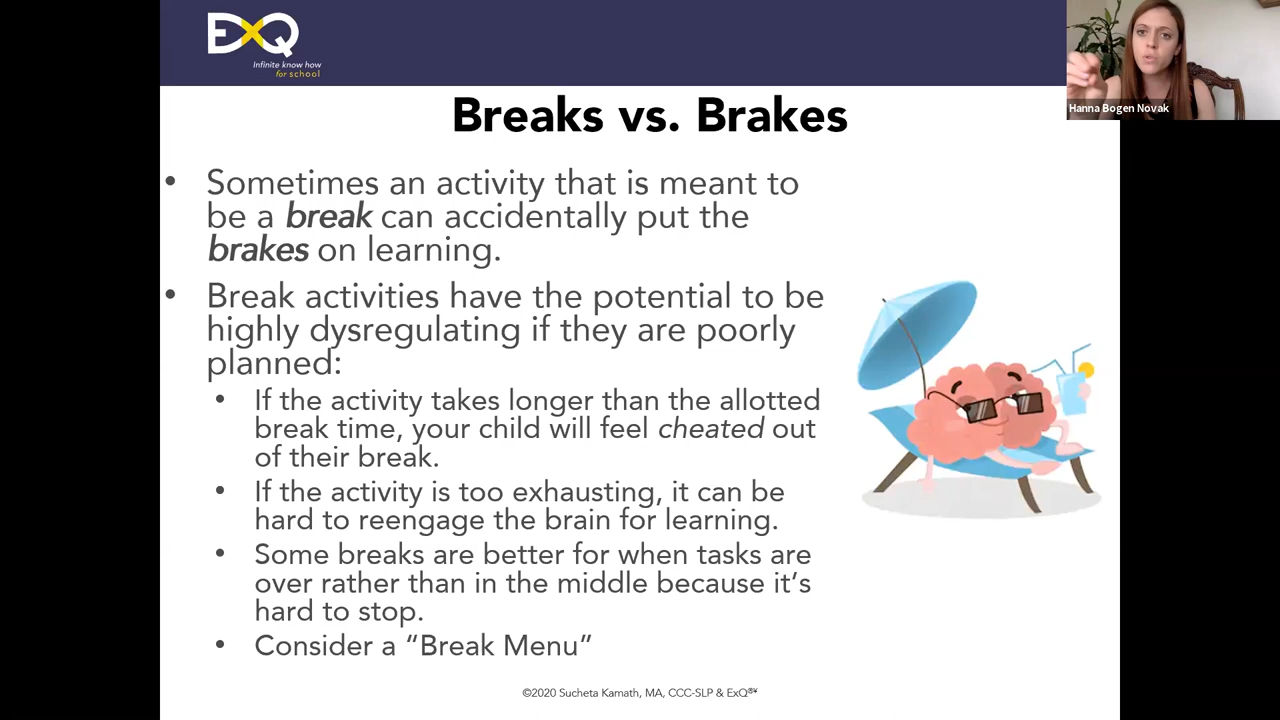 EXQ
Infinite know how
for school
Hanna Bogen Novak
Breaks vs. Brakes
• Sometimes an activity that is meant to
be a break can accidentally put the
brakes on learning.
• Break activities have the potential to be
highly dysregulating if they are poorly
planned:
• If the activity takes longer than the allotted
break time, your child will feel cheated out
of their break.
• If the activity is too exhausting, it can be
hard to reengage the brain for learning.
• Some breaks are better for when tasks are
over rather than in the middle because it’s
hard to stop.
• Consider a “Break Menu”
©2020 Sucheta Kamath, MA, CCC-SLP & ExQ®¥